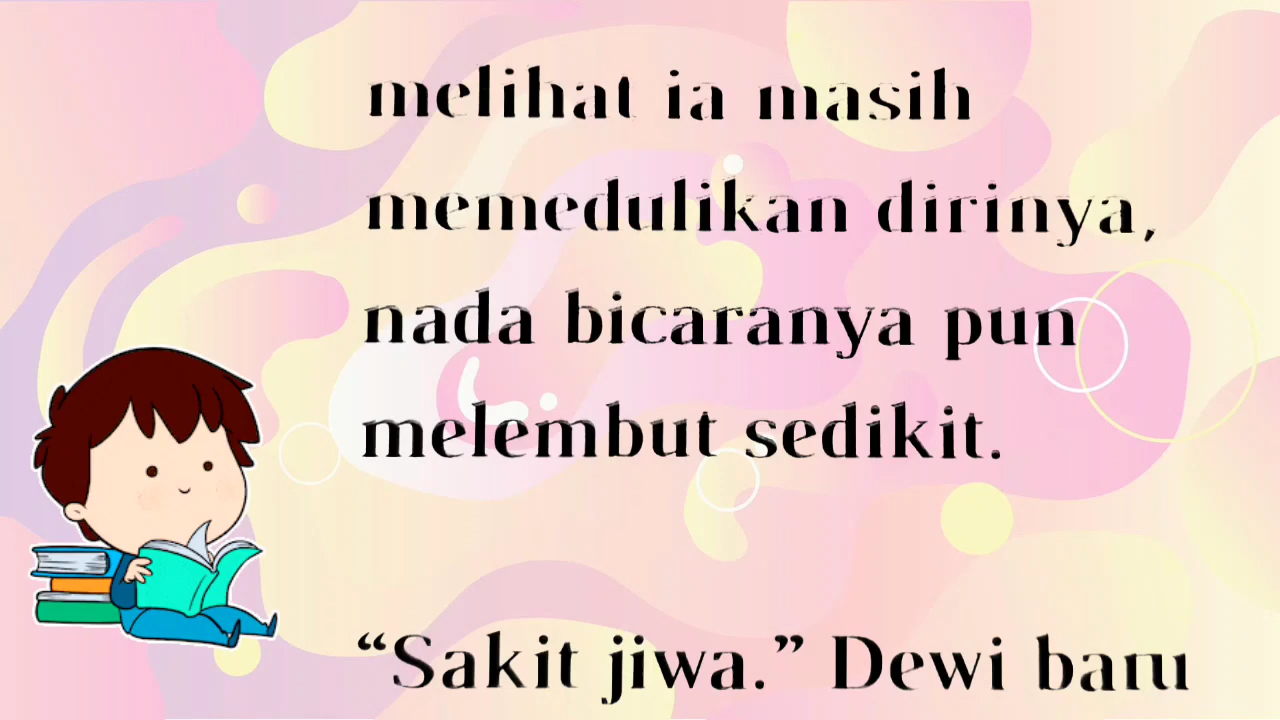 melihat ia masih
memedulikan dirinya,
nada bicaranya pun
melembut sedikit.
“Sakit jiwa.” Dewi baru